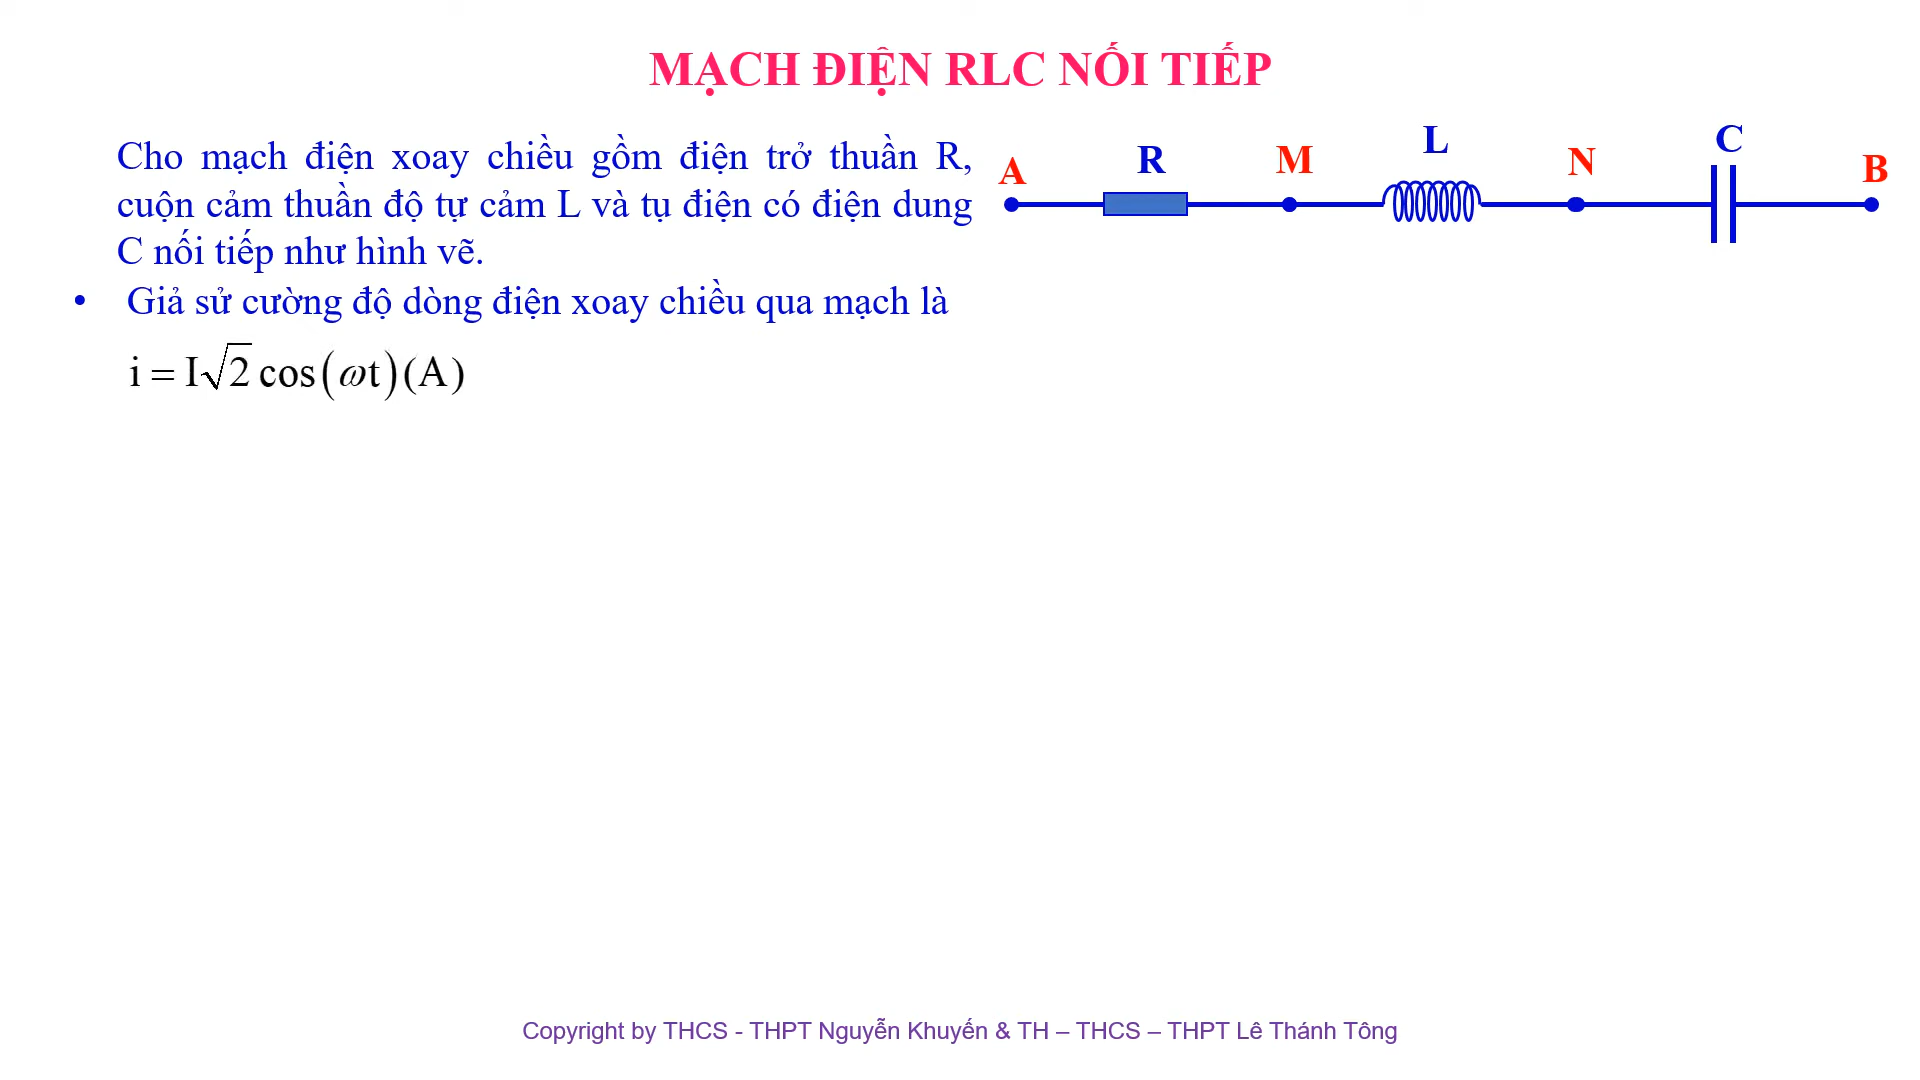 MẠCH ĐIỆN RLC NỐI TIẾP
Cho mạch điện xoay chiều gồm điện trở thuần R,
cuộn cảm thuần độ tự cảm L và tụ điện có điện dung
C nối tiếp như hình vẽ.
• Giả sử cường độ dòng điện xoay chiều qua mạch là
i = I√2 cos(ωt)(A)
A R M L N C B
Copyright by THCS - THPT Nguyễn Khuyến & TH – THCS – THPT Lê Thánh Tông